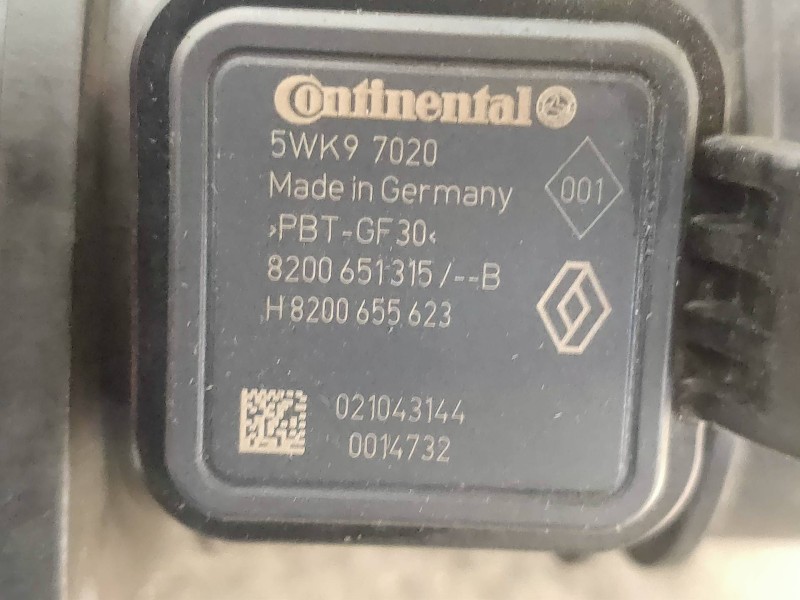 Continental
5WK9 7020
Made in Germany
001
›PBT-GF30‹
8200 651 315 /--B
H 8200 655 623
021043144
0014732